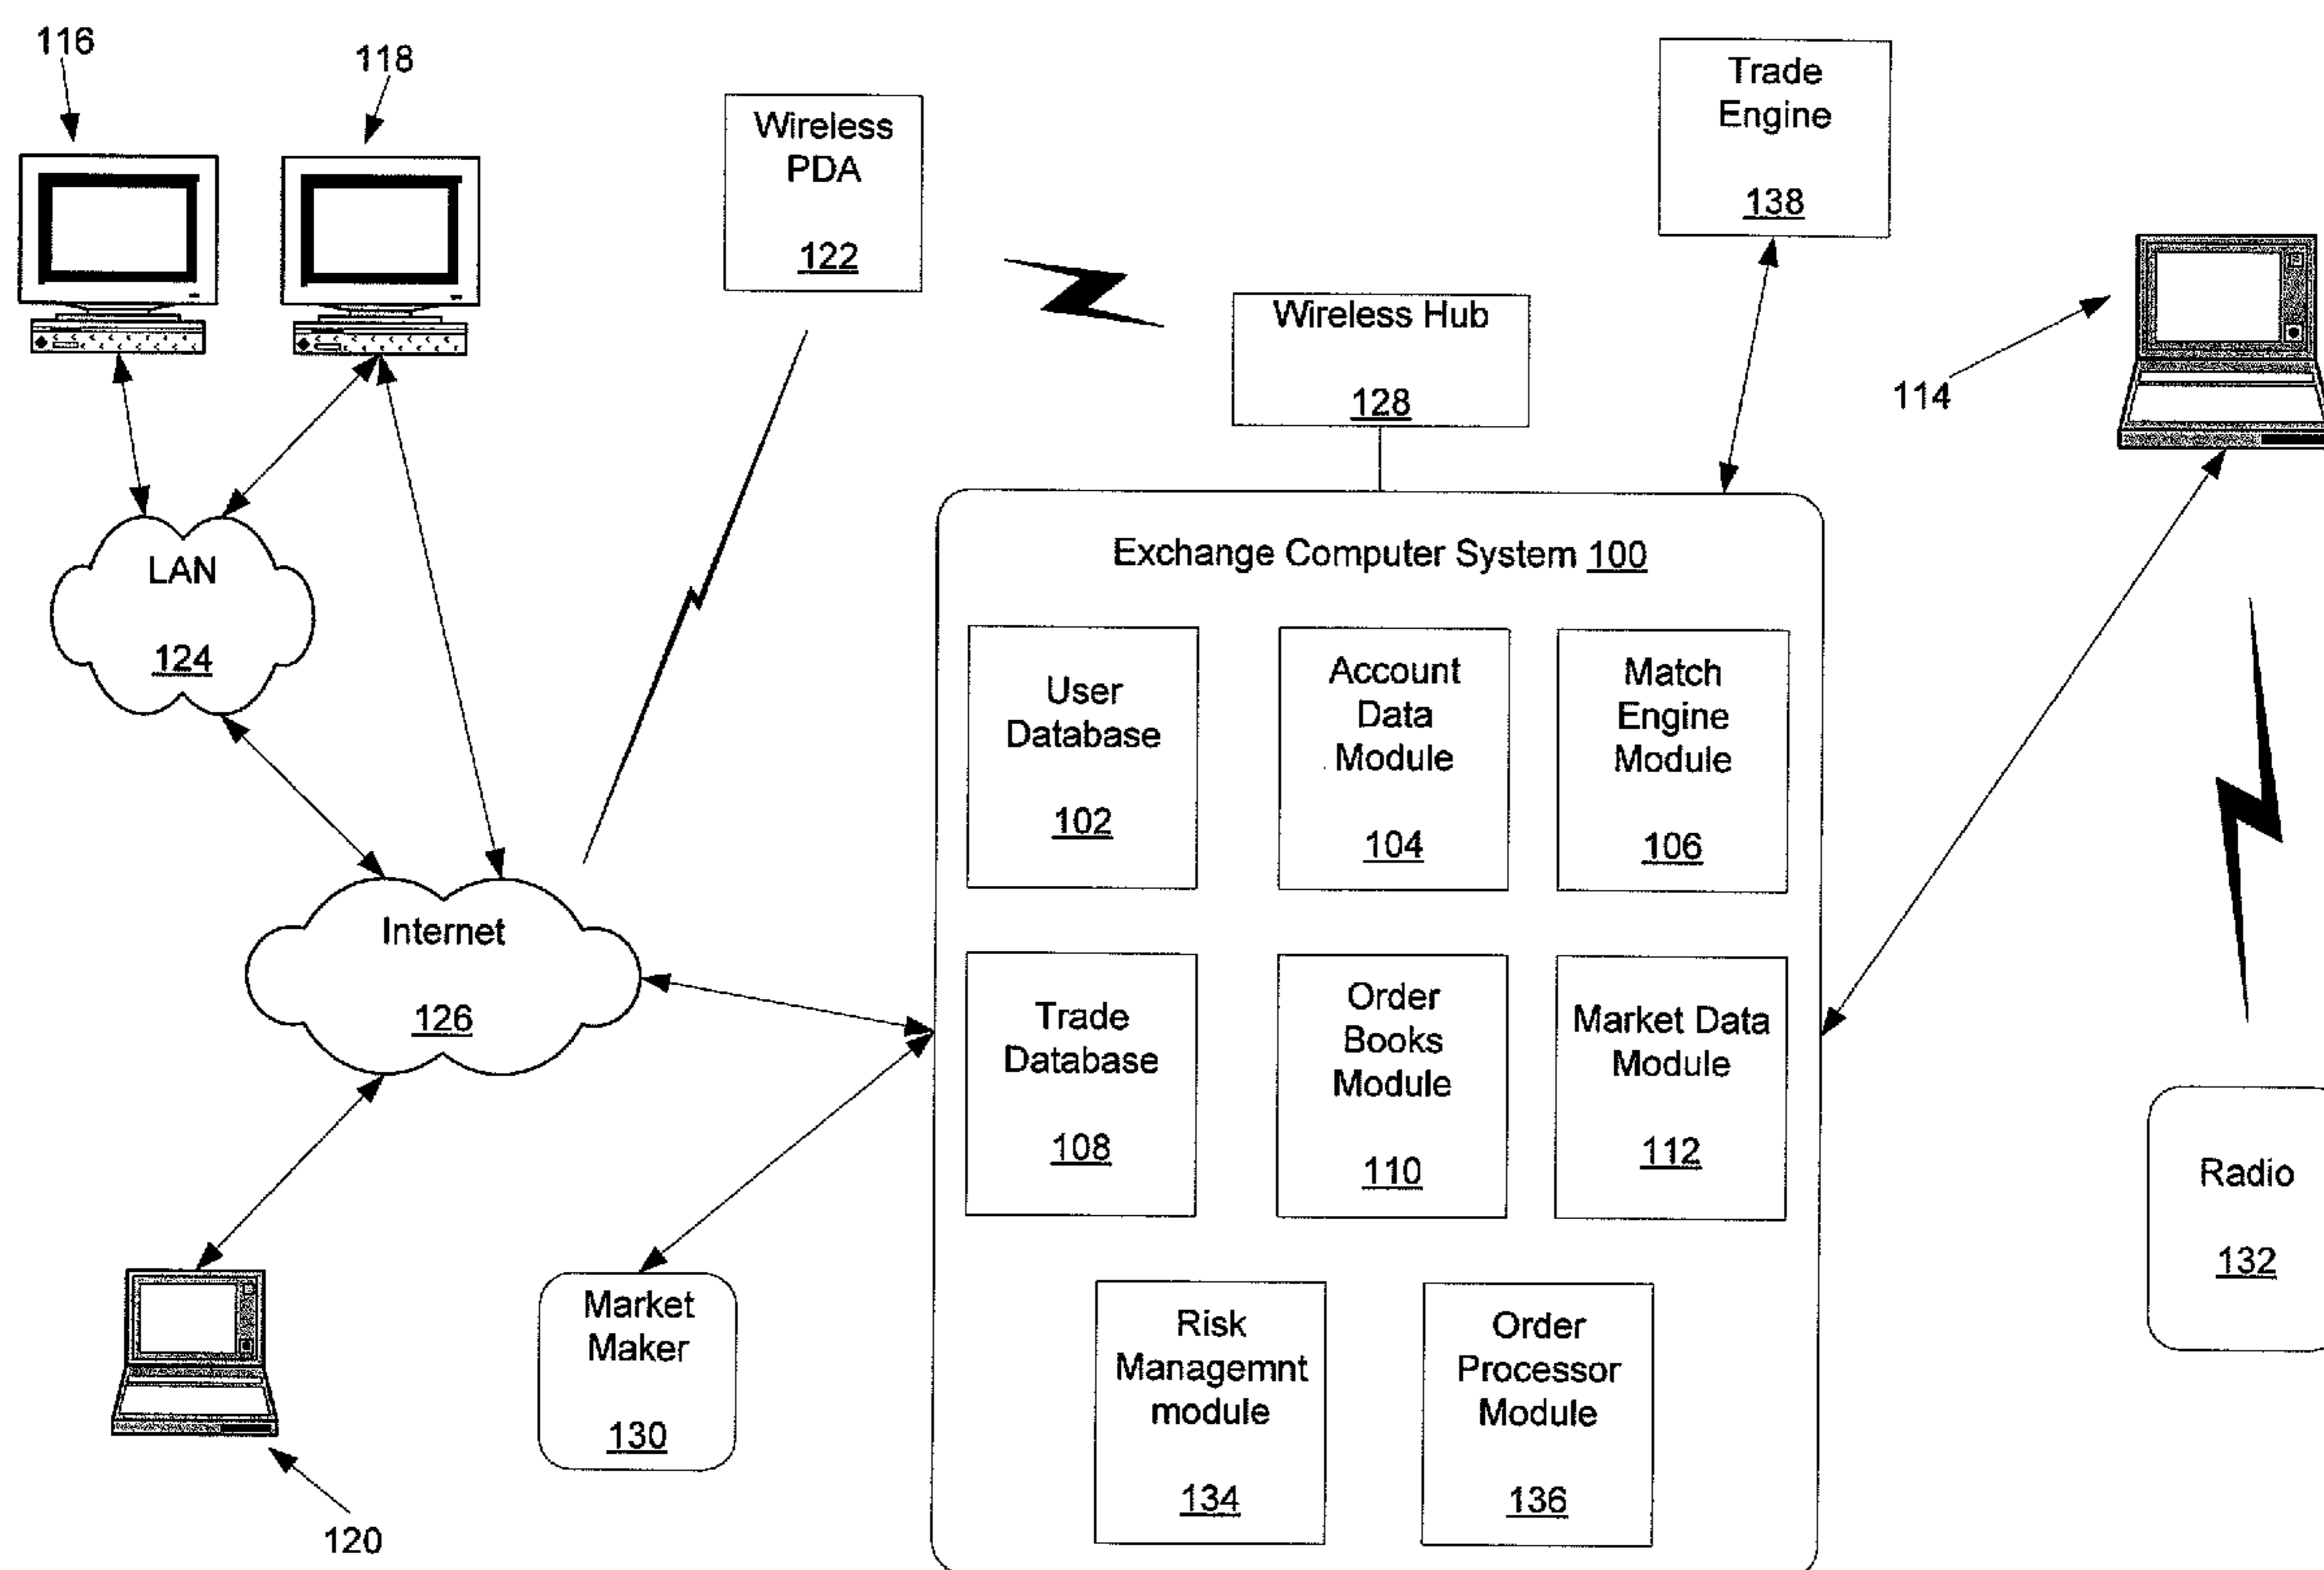 116
118
Wireless
PDA
122
Trade
Engine
138
Wireless Hub
128
114
LAN
124
Exchange Computer System 100
User
Database
102
Account
Data
Module
104
Match
Engine
Module
106
Internet
126
Trade
Database
108
Order
Books
Module
110
Market Data
Module
112
Radio
132
Market
Maker
130
Risk
Managemnt
module
134
Order
Processor
Module
136
120